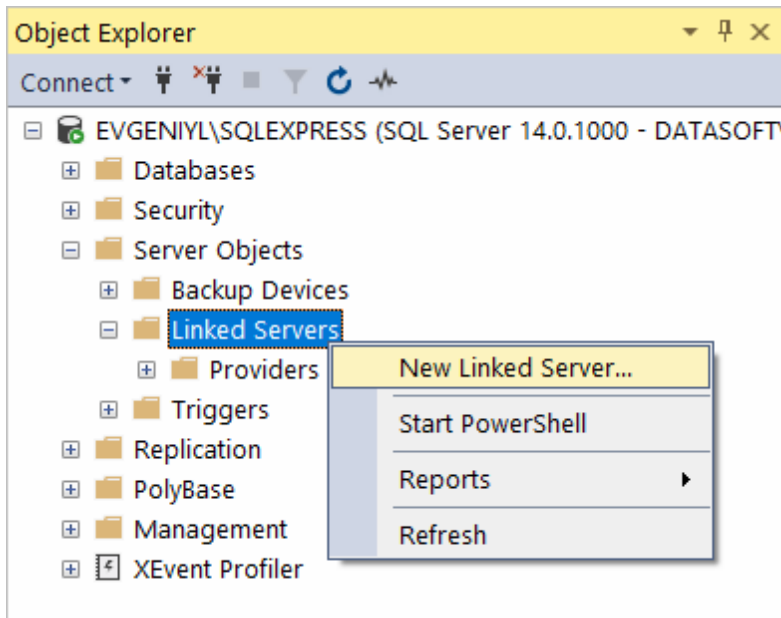 Object Explorer
Connect
EVGENIYL\SQLEXPRESS (SQL Server 14.0.1000 - DATASOFT
Databases
Security
Server Objects
Backup Devices
Linked Servers
Providers
Triggers
Replication
PolyBase
Management
XEvent Profiler
New Linked Server...
Start PowerShell
Reports
Refresh